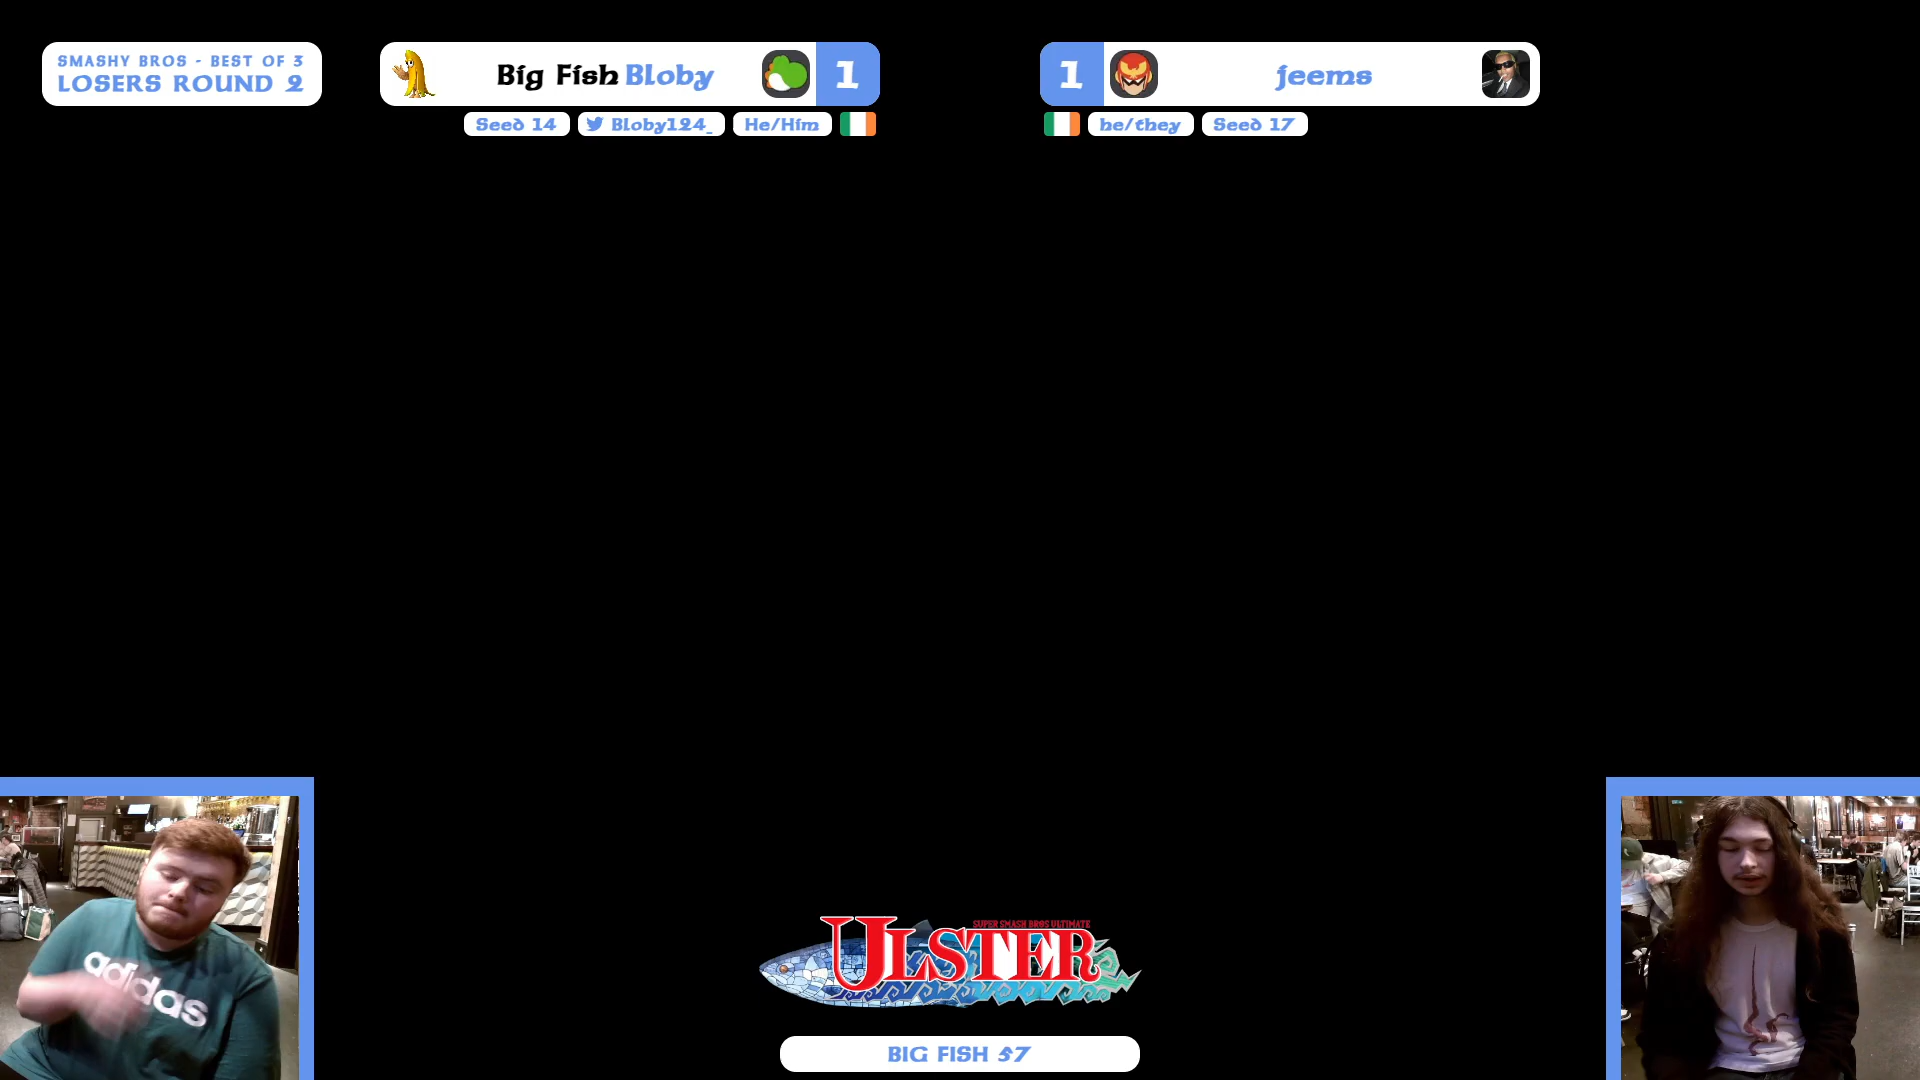 SMASHY BROS - BEST OF 3
LOSERS ROUND 2
Big Fish Bloby
1
1
jeems
Seed 14
Bloby124_
He/Him
he/they
Seed 17
adidas
SUPER SMASH BROS ULTIMATE
ULSTER
BIG FISH 57